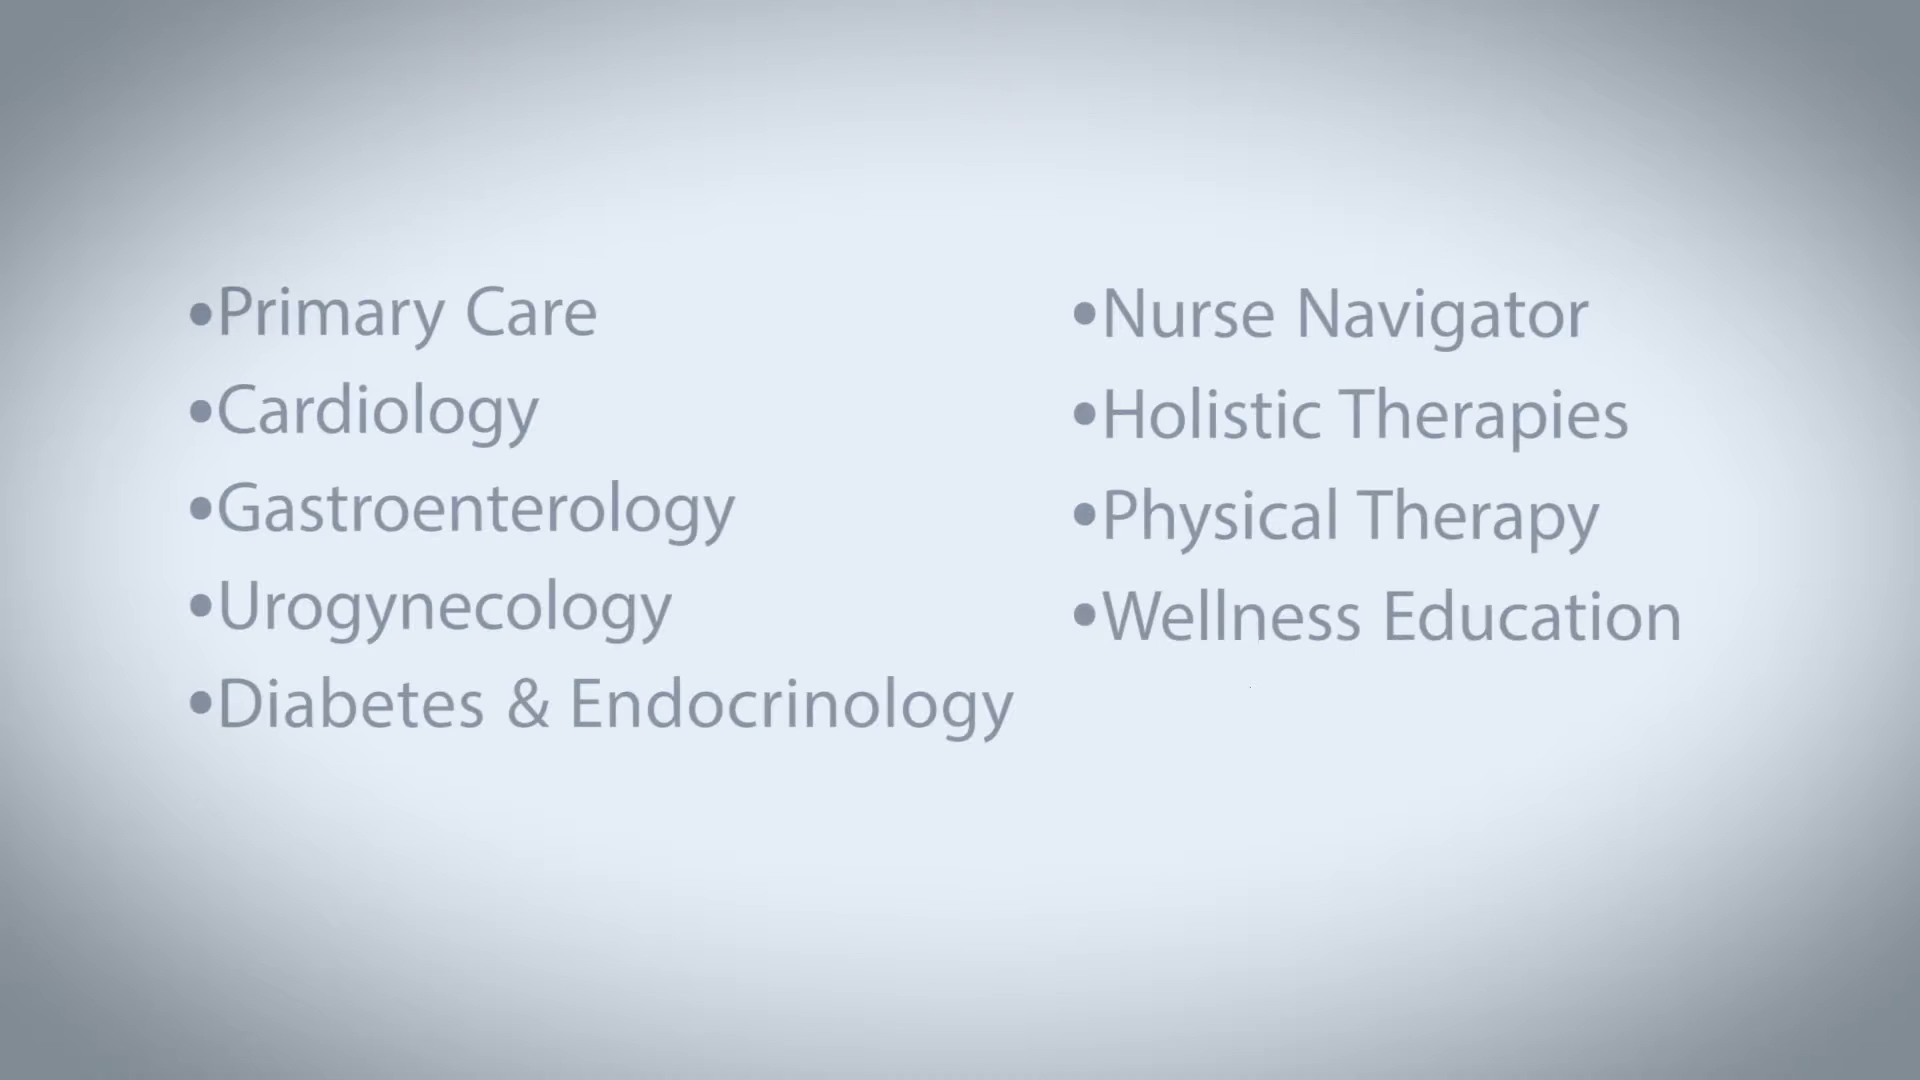 •Primary Care
•Cardiology
•Gastroenterology
•Urogynecology
•Diabetes & Endocrinology
•Nurse Navigator
•Holistic Therapies
•Physical Therapy
•Wellness Education